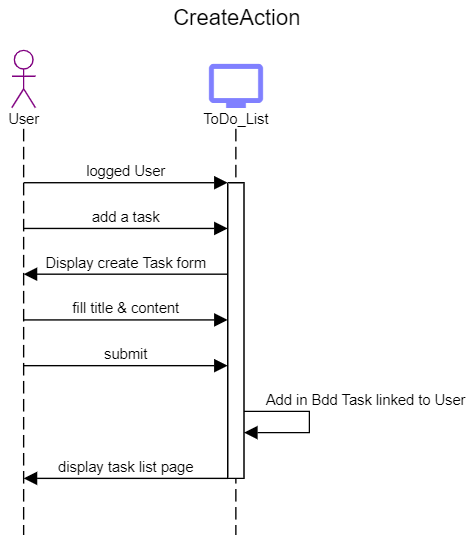 CreateAction
User
ToDo_List
logged User
add a task
Display create Task form
fill title & content
submit
Add in Bdd Task linked to User
display task list page